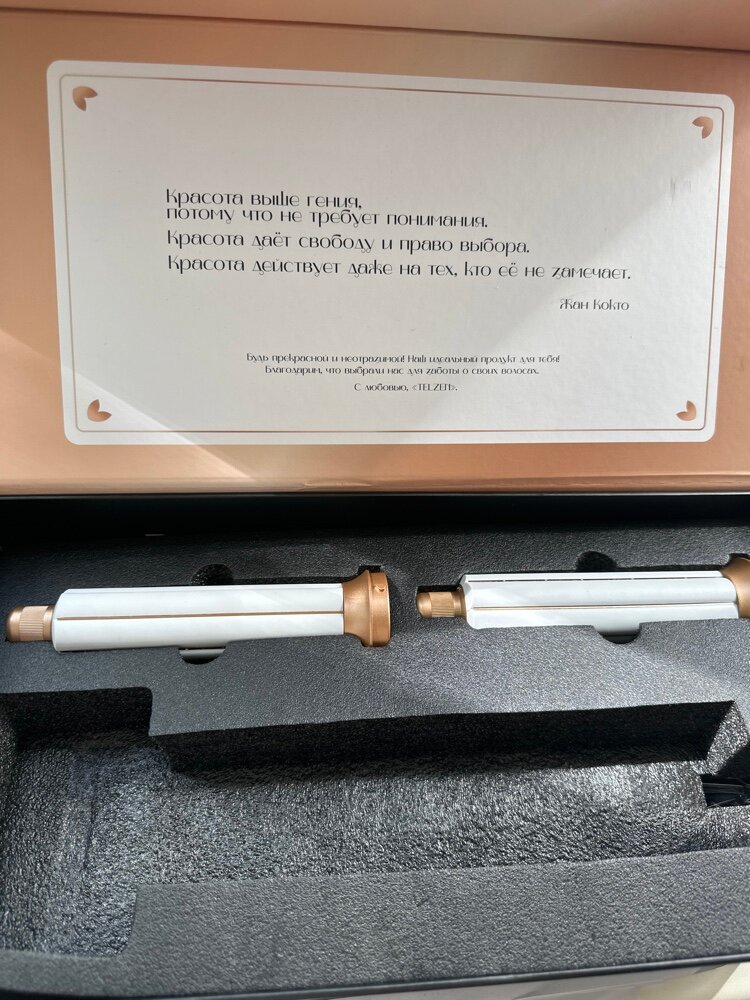 Красота выше гения,
потому что не требует понимания.
Красота даёт свободу и право выбора.
Красота действует даже на тех, кто её не замечает.
Жан Кокто
Будь прекрасной и неотразимой! Наш идеальный продукт для тебя!
Благодарим, что выбрали нас для заботы о своих волосах.
С любовью, «TELZEN».